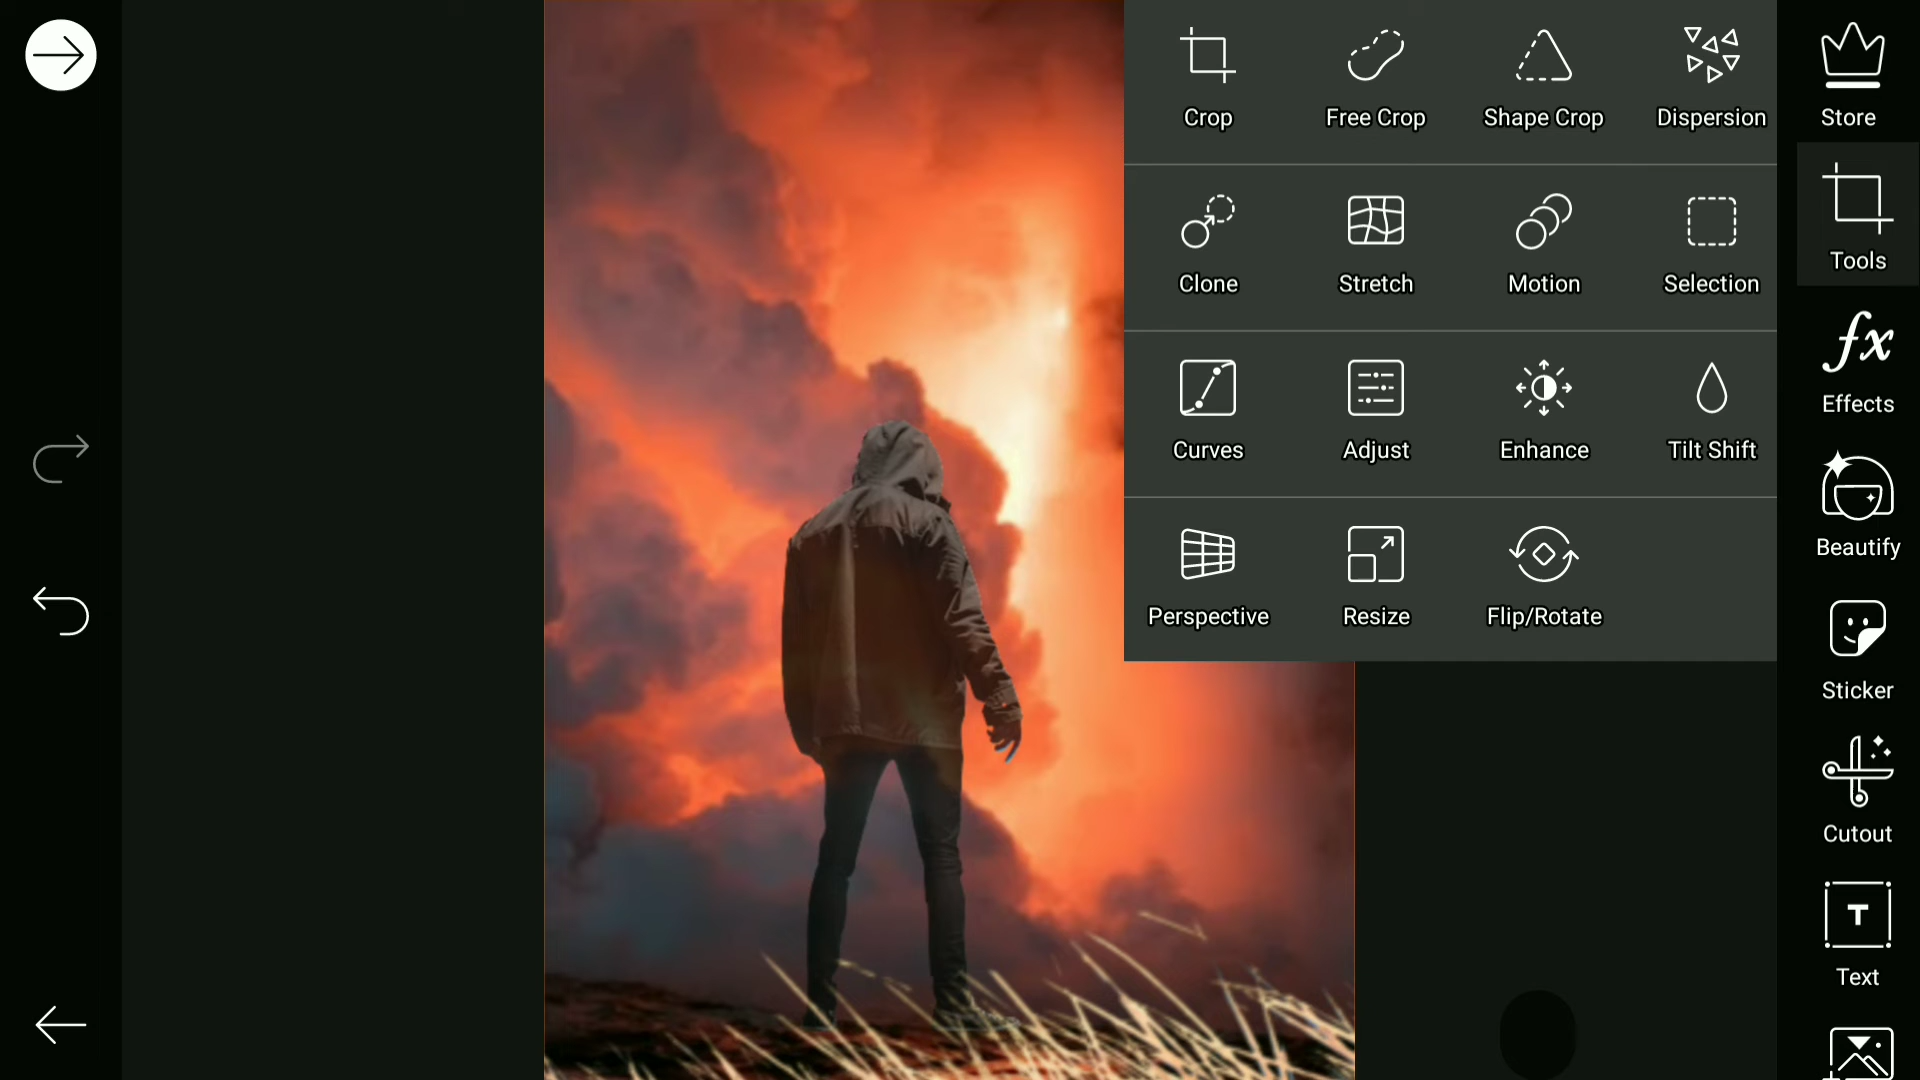 Crop
Free Crop
Shape Crop
Dispersion
Store
Clone
Stretch
Motion
Selection
Tools
Curves
Adjust
Enhance
Tilt Shift
fx
Effects
Perspective
Resize
Flip/Rotate
Beautify
Sticker
Cutout
T
Text